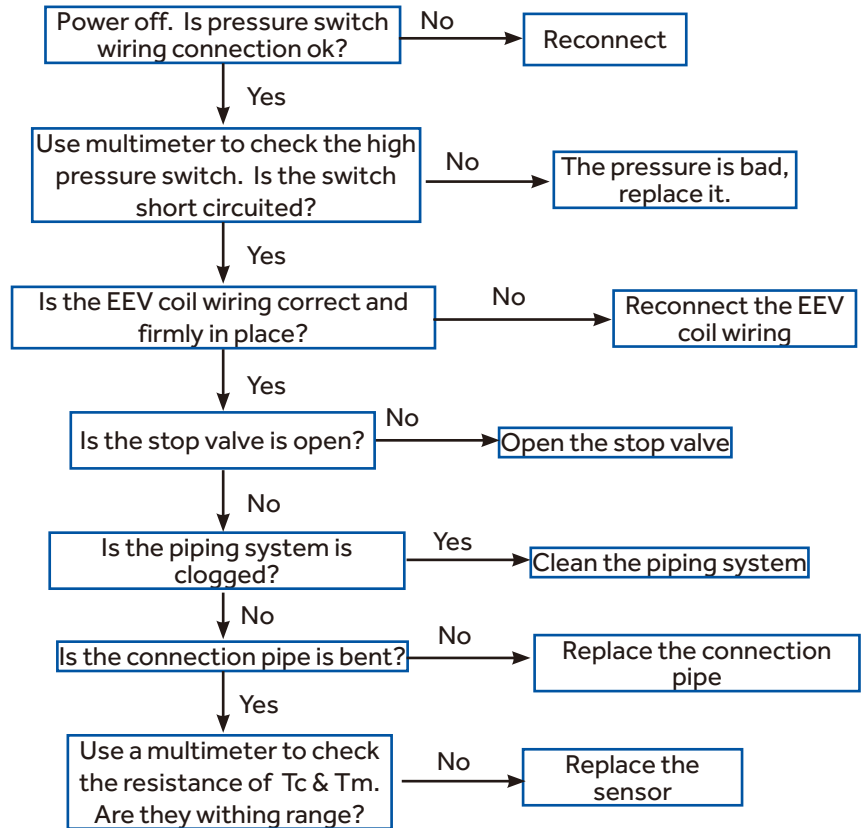 Power off. Is pressure switch
wiring connection ok?
No
Reconnect
Yes
Use multimeter to check the high
pressure switch. Is the switch
short circuited?
No
The pressure is bad,
replace it.
Yes
Is the EEV coil wiring correct and
firmly in place?
No
Reconnect the EEV
coil wiring
Yes
Is the stop valve is open?
No
Open the stop valve
No
Is the piping system is
clogged?
Yes
Clean the piping system
No
Is the connection pipe is bent?
No
Replace the connection
pipe
Yes
Use a multimeter to check
the resistance of Tc & Tm.
Are they withing range?
No
Replace the
sensor